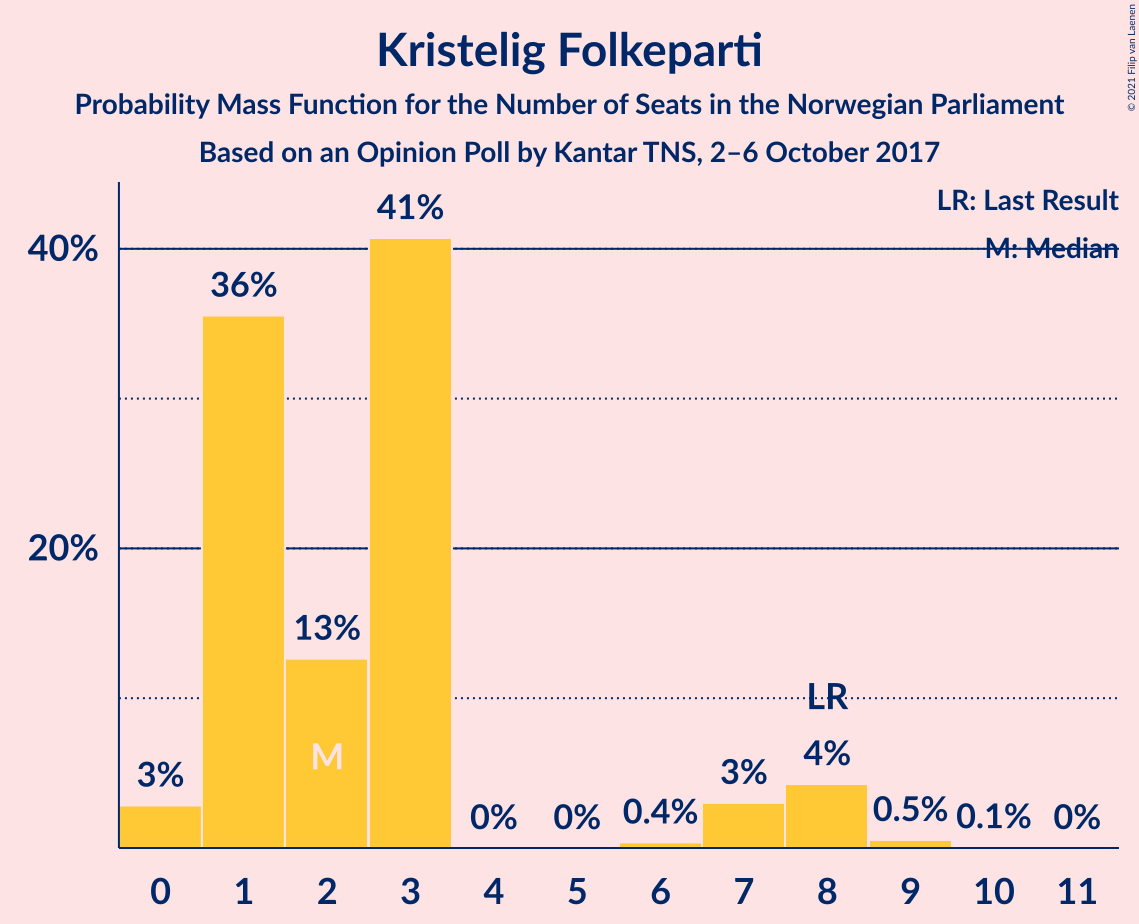 Kristelig Folkeparti
Probability Mass Function for the Number of Seats in the Norwegian Parliament
Based on an Opinion Poll by Kantar TNS, 2–6 October 2017
© 2021 Filip van Laenen
LR: Last Result
M: Median
40%
20%
3%
36%
13%
41%
0%
0%
0.4%
3%
4%
0.5%
0.1%
0%
M
LR
0 1 2 3 4 5 6 7 8 9 10 11